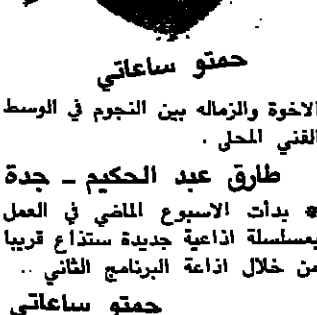 حمتو ساعاتي
الاخوة والزماله بين النجوم في الوسط
الفني المحلى .
طارق عبد الحكيم ـ جدة
* بدأت الاسبوع الماضي في العمل
بمسلسلة اذاعية جديدة ستذاع قريبا
من خلال اذاعة البرنامج الثاني ..
حمتو ساعاتي